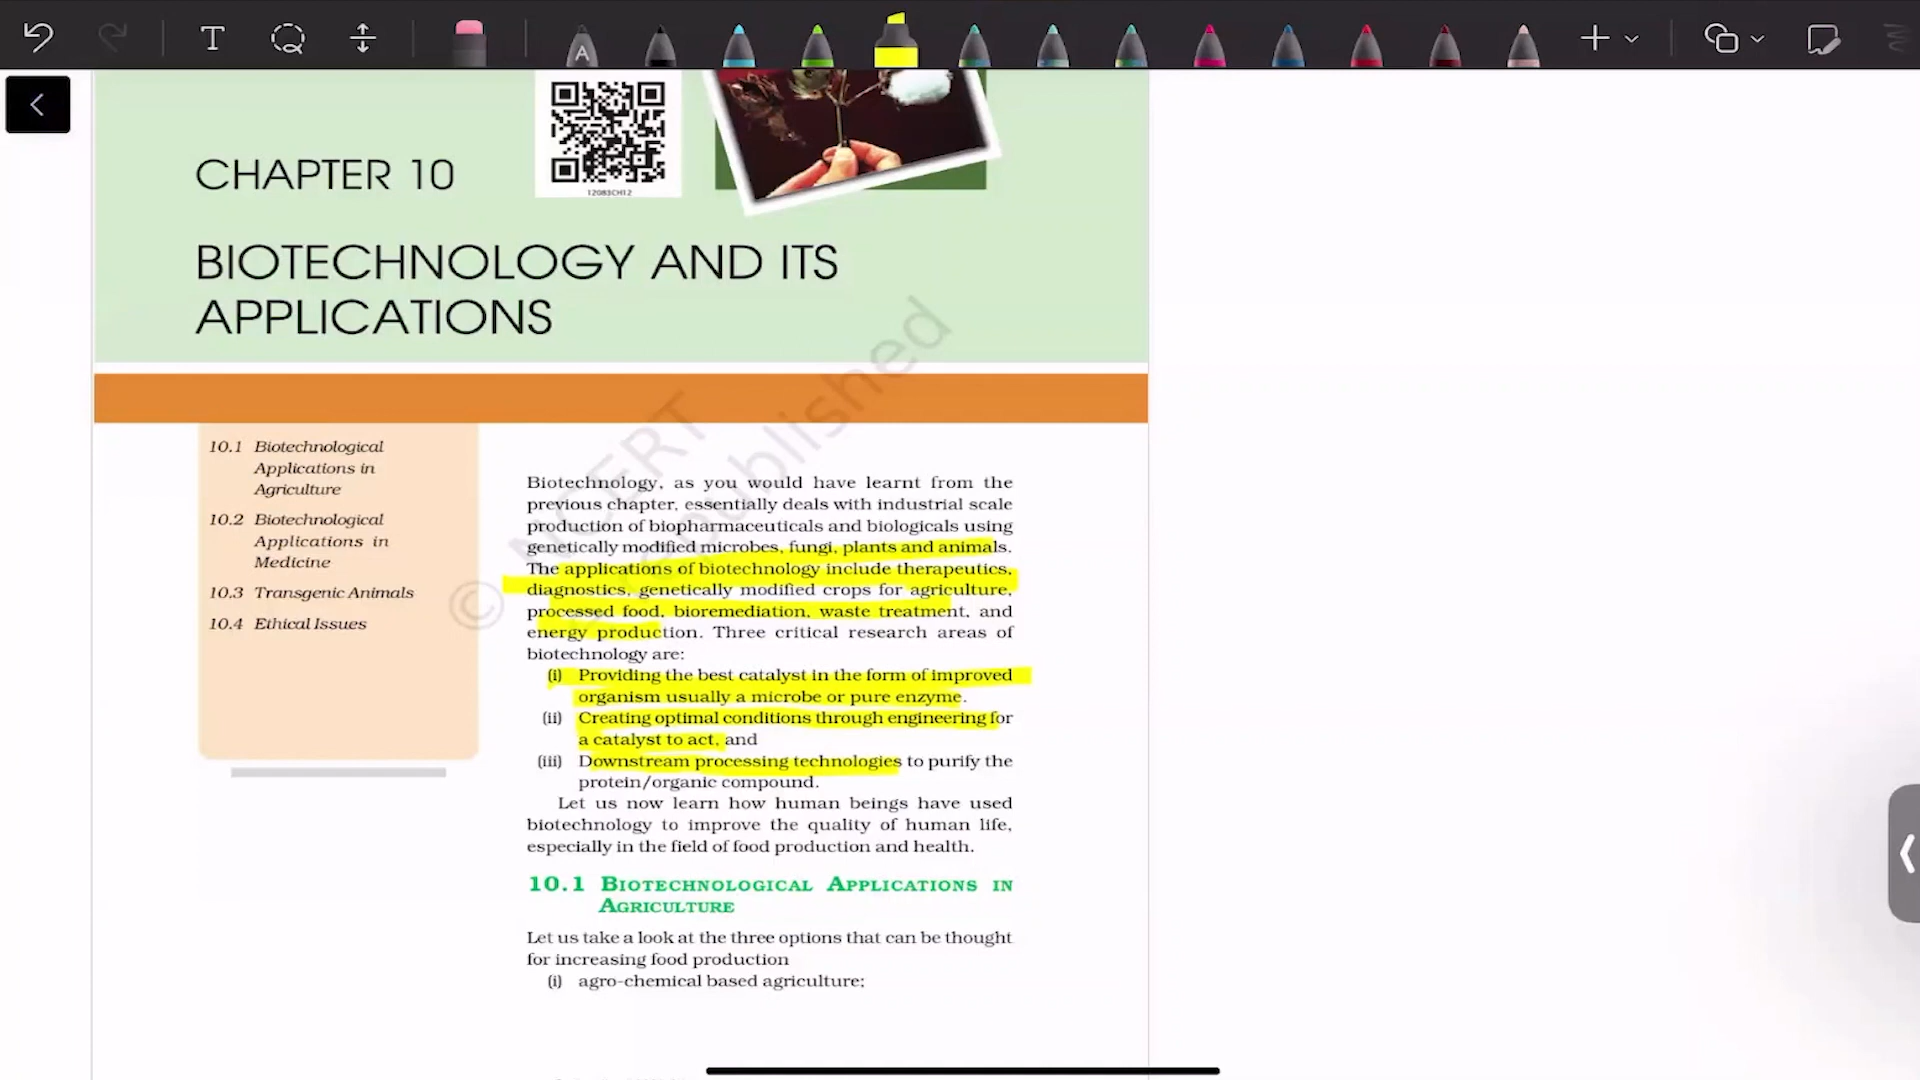 T
A
12083CH12
CHAPTER 10
BIOTECHNOLOGY AND ITS
APPLICATIONS
10.1 Biotechnological
Applications in
Agriculture
10.2 Biotechnological
Applications in
Medicine
10.3 Transgenic Animals
10.4 Ethical Issues
© NCERT
republished
Biotechnology, as you would have learnt from the
previous chapter, essentially deals with industrial scale
production of biopharmaceuticals and biologicals using
genetically modified microbes, fungi, plants and animals.
The applications of biotechnology include therapeutics,
diagnostics, genetically modified crops for agriculture,
processed food, bioremediation, waste treatment, and
energy production. Three critical research areas of
biotechnology are:
(i) Providing the best catalyst in the form of improved
organism usually a microbe or pure enzyme.
(ii) Creating optimal conditions through engineering for
a catalyst to act, and
(iii) Downstream processing technologies to purify the
protein/organic compound.
Let us now learn how human beings have used
biotechnology to improve the quality of human life,
especially in the field of food production and health.
10.1 BIOTECHNOLOGICAL APPLICATIONS IN
AGRICULTURE
Let us take a look at the three options that can be thought
for increasing food production
(i) agro-chemical based agriculture;